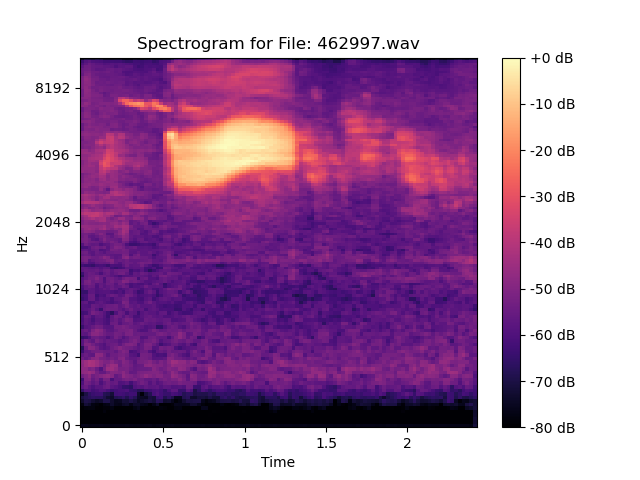 Spectrogram for File: 462997.wav
+0 dB
8192
-10 dB
4096
-20 dB
-30 dB
2048
-40 dB
Hz
-50 dB
1024
-60 dB
512
-70 dB
0
-80 dB
0 0.5 1 1.5 2
Time